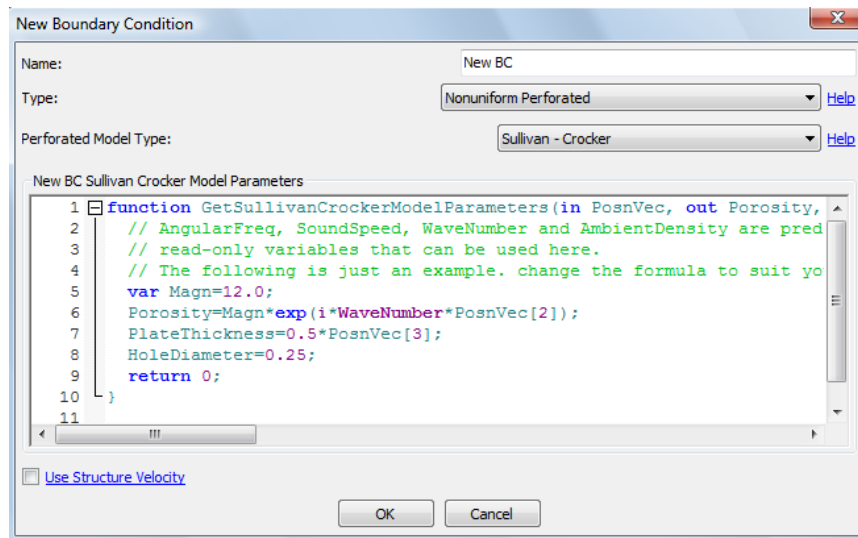 New Boundary Condition
Name: New BC
Type: Nonuniform Perforated Help
Perforated Model Type: Sullivan - Crocker Help
New BC Sullivan Crocker Model Parameters
1 function GetSullivanCrockerModelParameters(in PosnVec, out Porosity,
2 // AngularFreq, SoundSpeed, WaveNumber and AmbientDensity are pred
3 // read-only variables that can be used here.
4 // The following is just an example. change the formula to suit yo
5 var Magn=12.0;
6 Porosity=Magn*exp(i*WaveNumber*PosnVec[2]);
7 PlateThickness=0.5*PosnVec[3];
8 HoleDiameter=0.25;
9 return 0;
10 }
11
Use Structure Velocity
OK Cancel